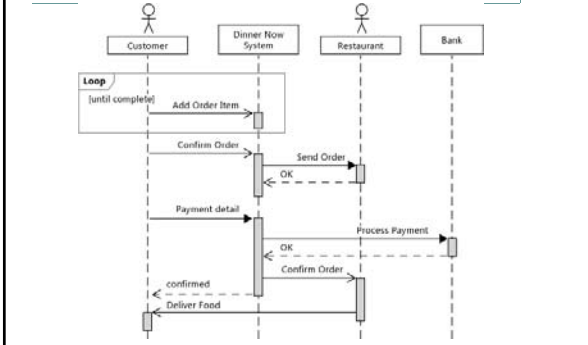 Customer
Dinner Now
System
Restaurant
Bank
Loop
[until complete]
Add Order Item
Confirm Order
Send Order
OK
Payment detail
Process Payment
OK
Confirm Order
confirmed
Deliver Food